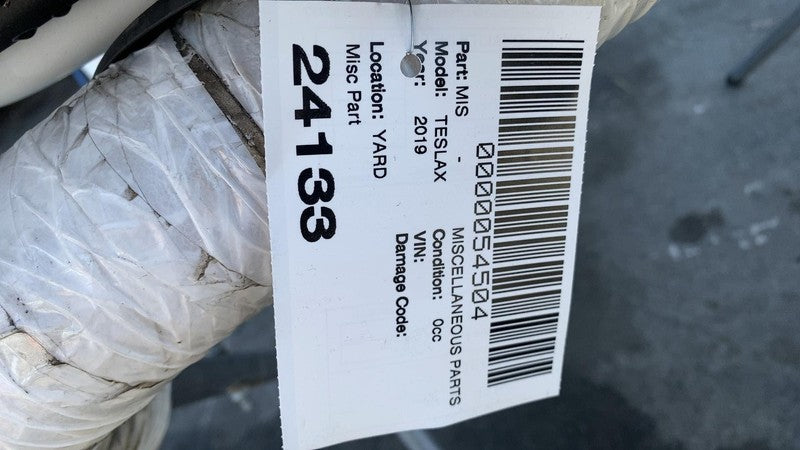 0000054504
Part: MIS - MISCELLANEOUS PARTS
Model: TESLAX Condition: 0cc
Year: 2019 VIN:
Damage Code:
Location: YARD
Misc Part
24133